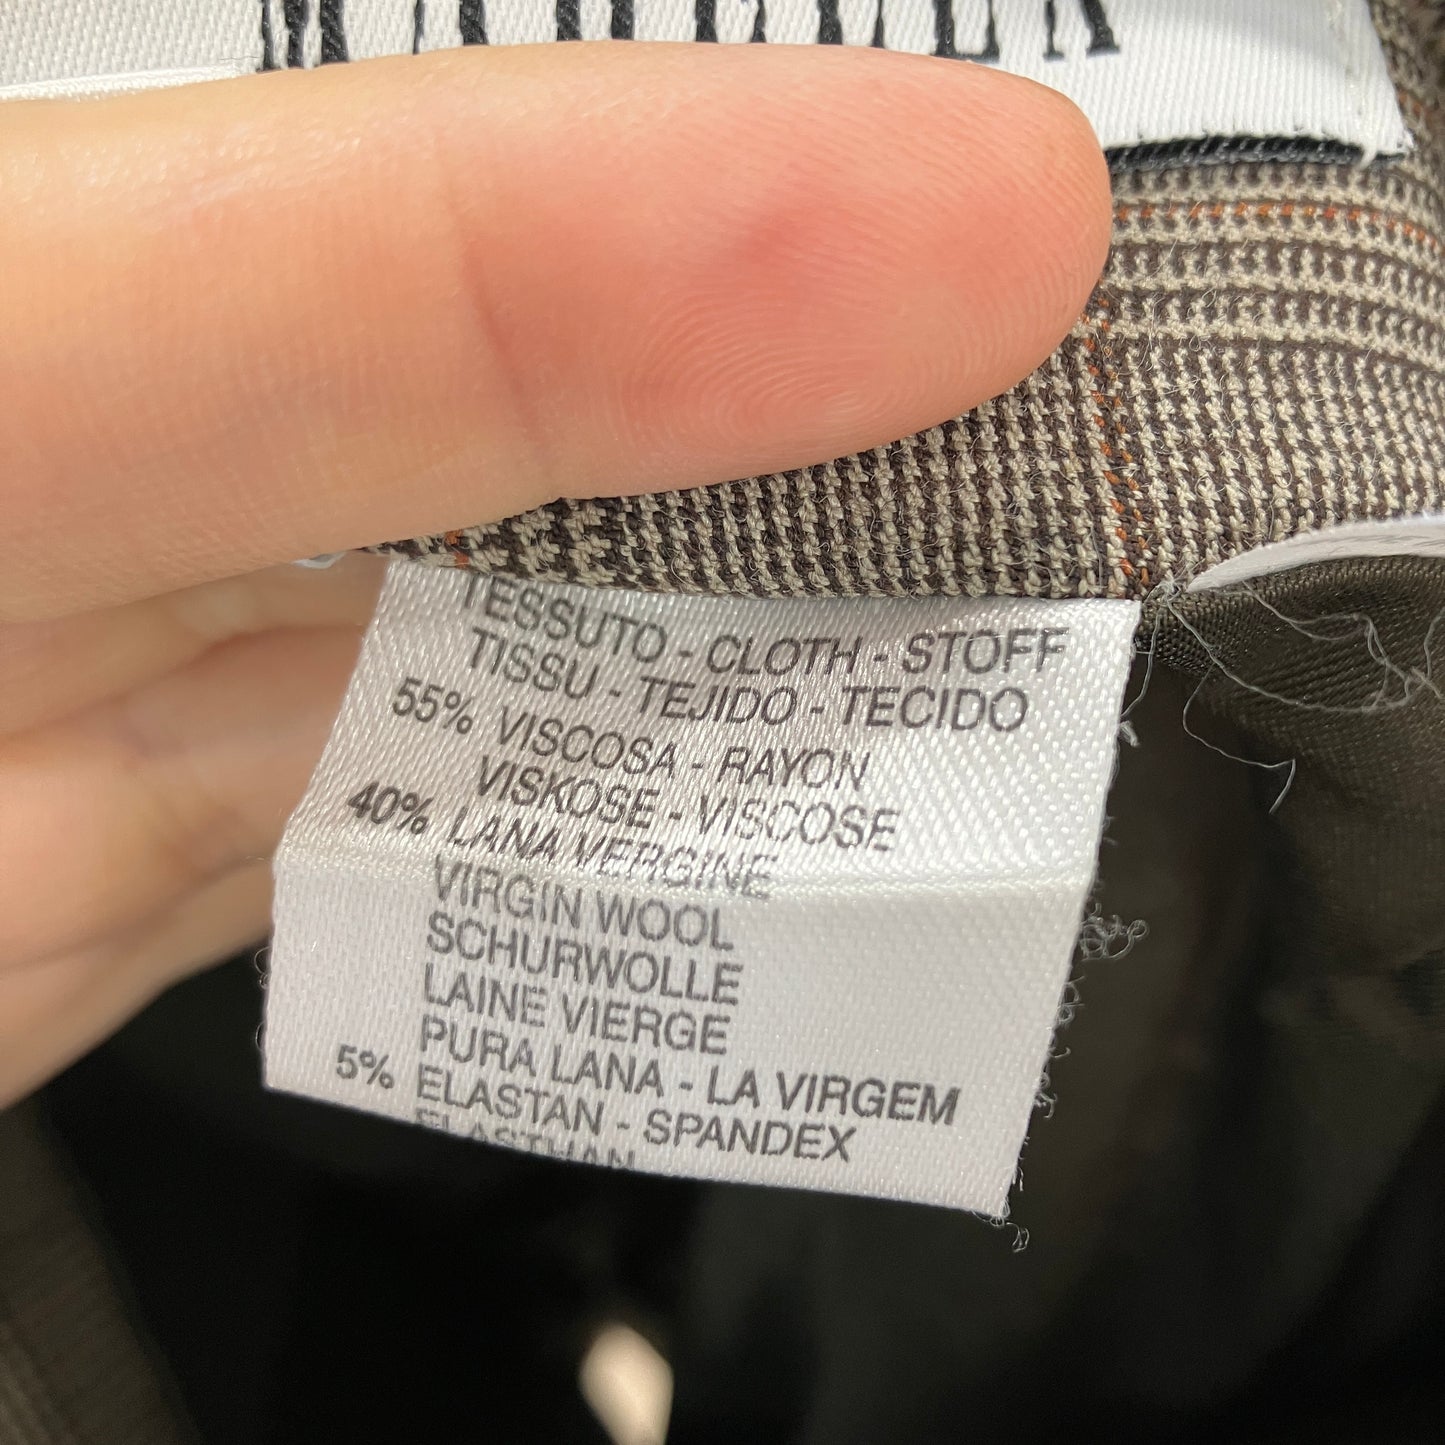 TESSUTO - CLOTH - STOFF
TISSU - TEJIDO - TECIDO
55% VISCOSA - RAYON
VISKOSE - VISCOSE
40% LANA VERGINE
VIRGIN WOOL
SCHURWOLLE
LAINE VIERGE
PURA LANA - LA VIRGEM
5% ELASTAN - SPANDEX
ELASTHAN